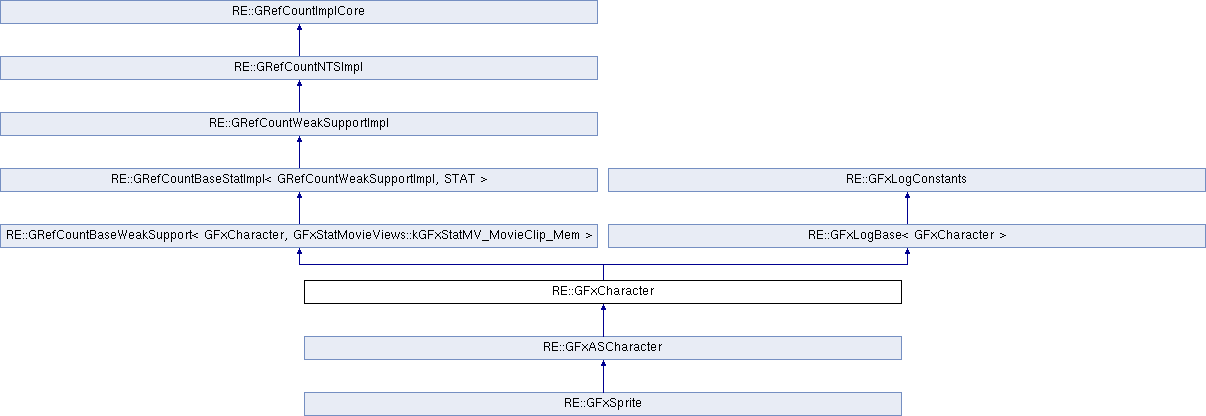 RE::GRefCountImplCore
RE::GRefCountNTSImpl
RE::GRefCountWeakSupportImpl
RE::GRefCountBaseStatImpl< GRefCountWeakSupportImpl, STAT >
RE::GFxLogConstants
RE::GRefCountBaseWeakSupport< GFxCharacter, GFxStatMovieViews::kGFxStatMV_MovieClip_Mem >
RE::GFxLogBase< GFxCharacter >
RE::GFxCharacter
RE::GFxASCharacter
RE::GFxSprite